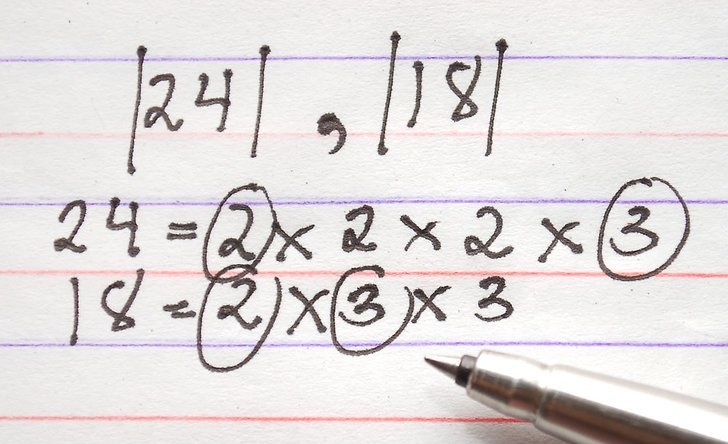 |24| , |18|
24 = 2 × 2 × 2 × 3
18 = 2 × 3 × 3